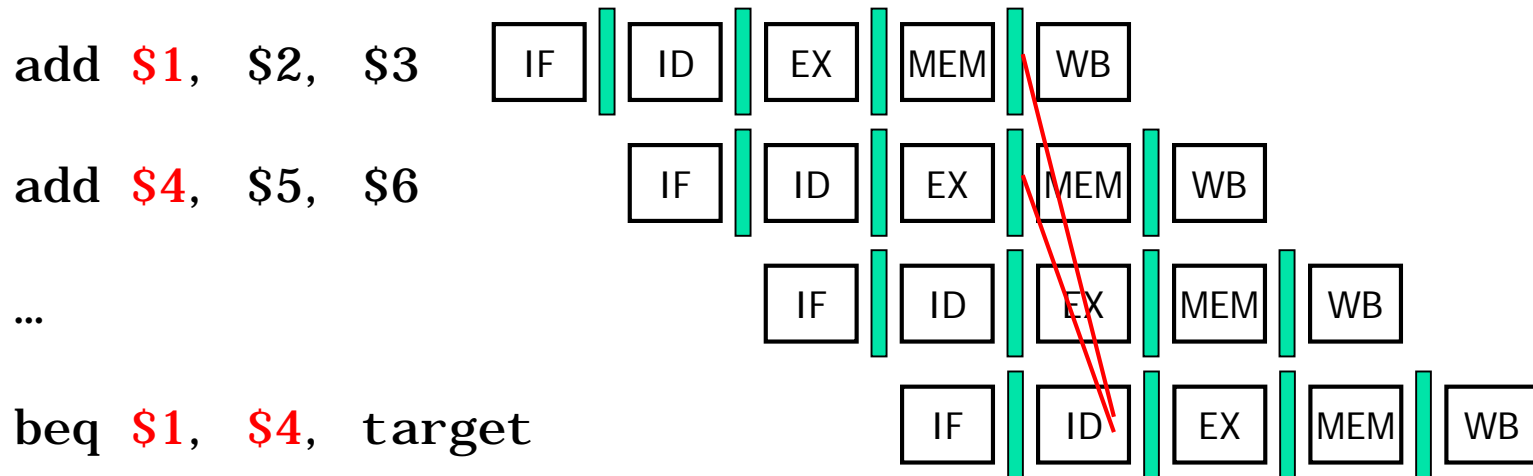 add $1, $2, $3 IF ID EX MEM WB
add $4, $5, $6 IF ID EX MEM WB
… IF ID EX MEM WB
beq $1, $4, target IF ID EX MEM WB